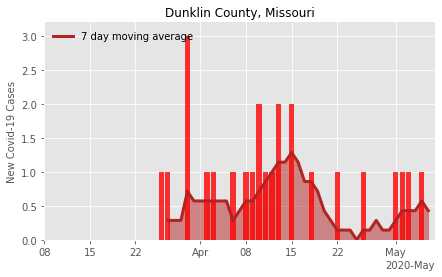 Dunklin County, Missouri
7 day moving average
New Covid-19 Cases
3.0
2.5
2.0
1.5
1.0
0.5
0.0
08 15 22 Apr 08 15 22 May
2020-May